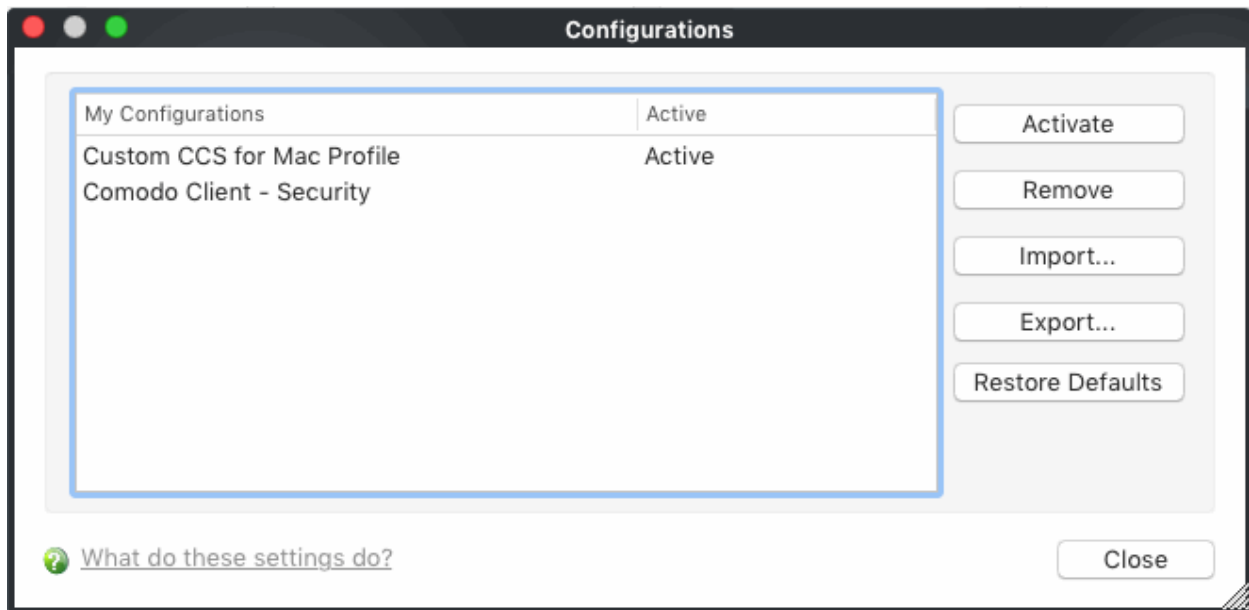 Configurations
My Configurations Active
Custom CCS for Mac Profile Active
Comodo Client - Security
Activate
Remove
Import...
Export...
Restore Defaults
What do these settings do?
Close